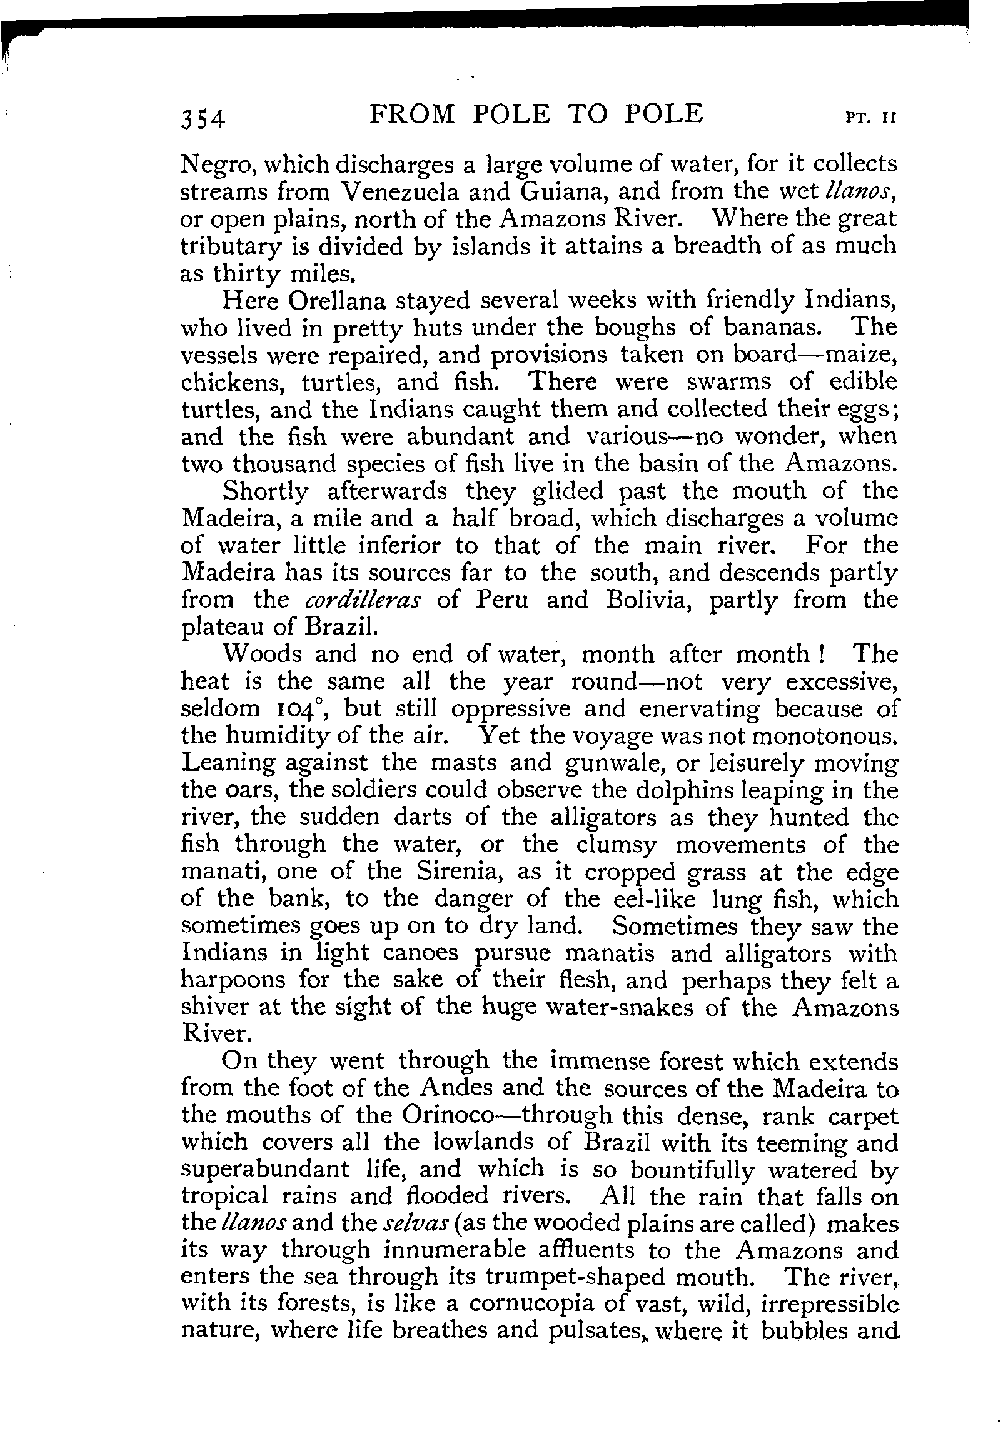 354 FROM POLE TO POLE PT. II
Negro, which discharges a large volume of water, for it collects
streams from Venezuela and Guiana, and from the wet llanos,
or open plains, north of the Amazons River. Where the great
tributary is divided by islands it attains a breadth of as much
as thirty miles.
Here Orellana stayed several weeks with friendly Indians,
who lived in pretty huts under the boughs of bananas. The
vessels were repaired, and provisions taken on board—maize,
chickens, turtles, and fish. There were swarms of edible
turtles, and the Indians caught them and collected their eggs;
and the fish were abundant and various—no wonder, when
two thousand species of fish live in the basin of the Amazons.
Shortly afterwards they glided past the mouth of the
Madeira, a mile and a half broad, which discharges a volume
of water little inferior to that of the main river. For the
Madeira has its sources far to the south, and descends partly
from the cordilleras of Peru and Bolivia, partly from the
plateau of Brazil.
Woods and no end of water, month after month! The
heat is the same all the year round—not very excessive,
seldom 104°, but still oppressive and enervating because of
the humidity of the air. Yet the voyage was not monotonous.
Leaning against the masts and gunwale, or leisurely moving
the oars, the soldiers could observe the dolphins leaping in the
river, the sudden darts of the alligators as they hunted the
fish through the water, or the clumsy movements of the
manati, one of the Sirenia, as it cropped grass at the edge
of the bank, to the danger of the eel-like lung fish, which
sometimes goes up on to dry land. Sometimes they saw the
Indians in light canoes pursue manatis and alligators with
harpoons for the sake of their flesh, and perhaps they felt a
shiver at the sight of the huge water-snakes of the Amazons
River.
On they went through the immense forest which extends
from the foot of the Andes and the sources of the Madeira to
the mouths of the Orinoco—through this dense, rank carpet
which covers all the lowlands of Brazil with its teeming and
superabundant life, and which is so bountifully watered by
tropical rains and flooded rivers. All the rain that falls on
the llanos and the selvas (as the wooded plains are called) makes
its way through innumerable affluents to the Amazons and
enters the sea through its trumpet-shaped mouth. The river,
with its forests, is like a cornucopia of vast, wild, irrepressible
nature, where life breathes and pulsates, where it bubbles and